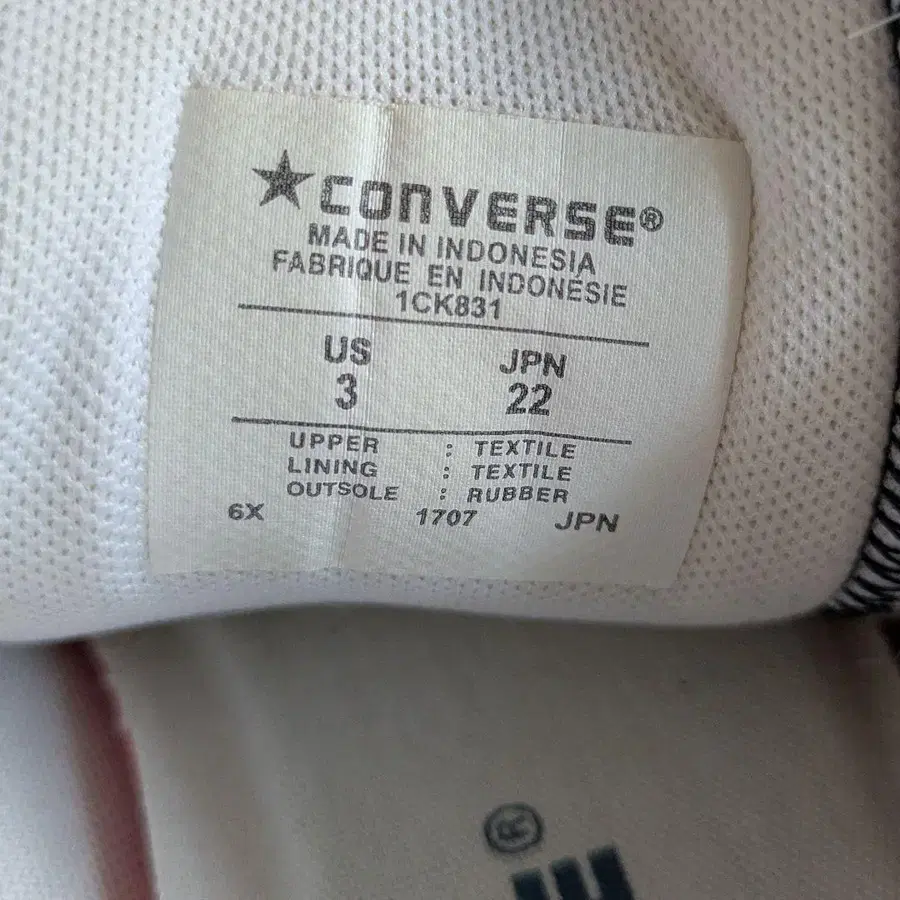 ★CONVERSE®
MADE IN INDONESIA
FABRIQUE EN INDONÉSIE
1CK831
US JPN
3 22
UPPER : TEXTILE
LINING : TEXTILE
OUTSOLE : RUBBER
6X 1707 JPN
®